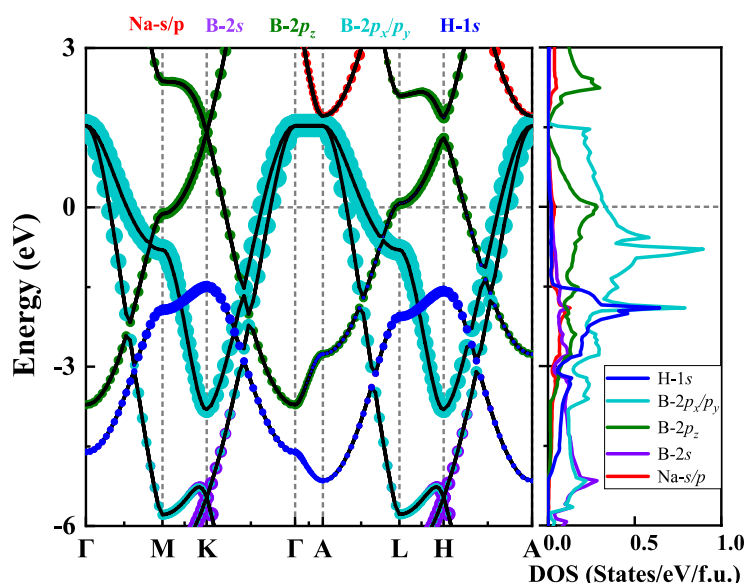 Na-s/p B-2s B-2pz B-2px/py H-1s
3
0
-3
-6
Energy (eV)
Γ M K Γ A L H A
H-1s
B-2px/py
B-2pz
B-2s
Na-s/p
0.0 0.5 1.0
DOS (States/eV/f.u.)